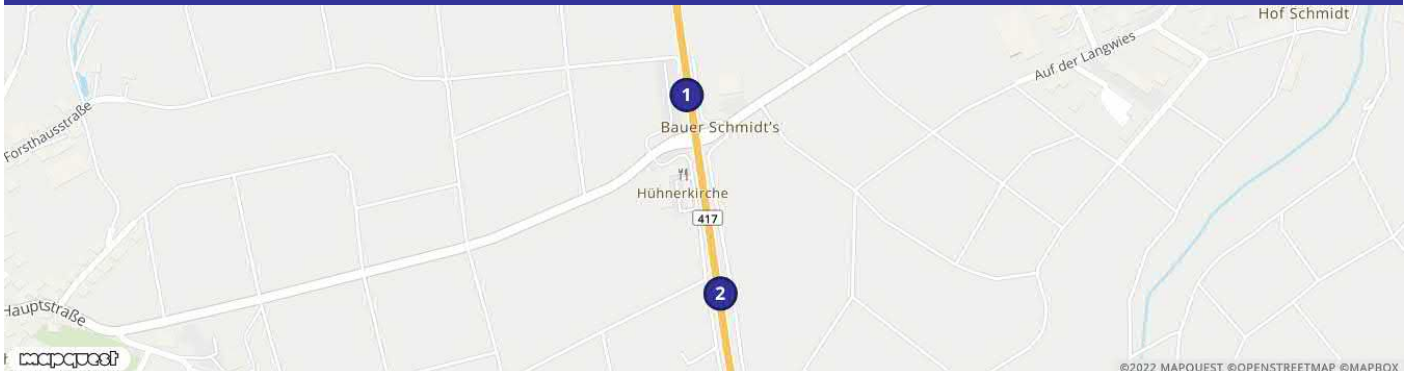 Hof Schmidt
Auf der Langwies
1
Forsthausstraße
Bauer Schmidt's
Hühnerkirche
417
2
Hauptstraße
mapquest
©2022 MAPQUEST ©OPENSTREETMAP ©MAPBOX